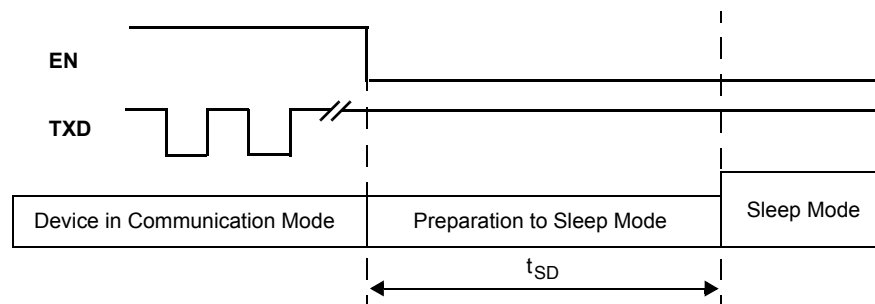 EN
TXD
Device in Communication Mode
Preparation to Sleep Mode
Sleep Mode
tSD